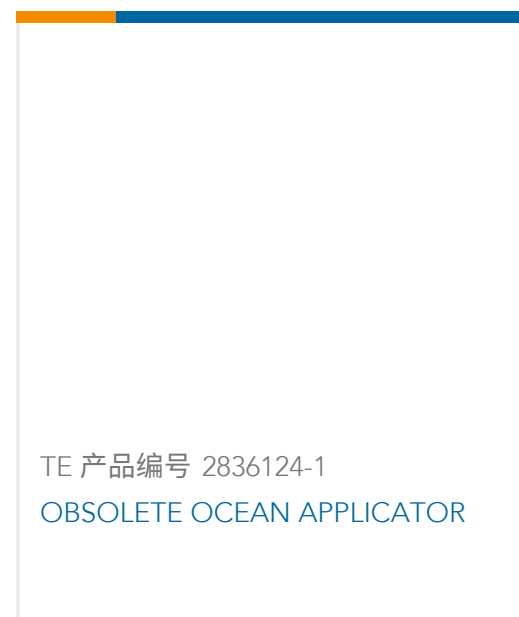 TE 产品编号 2836124-1
OBSOLETE OCEAN APPLICATOR